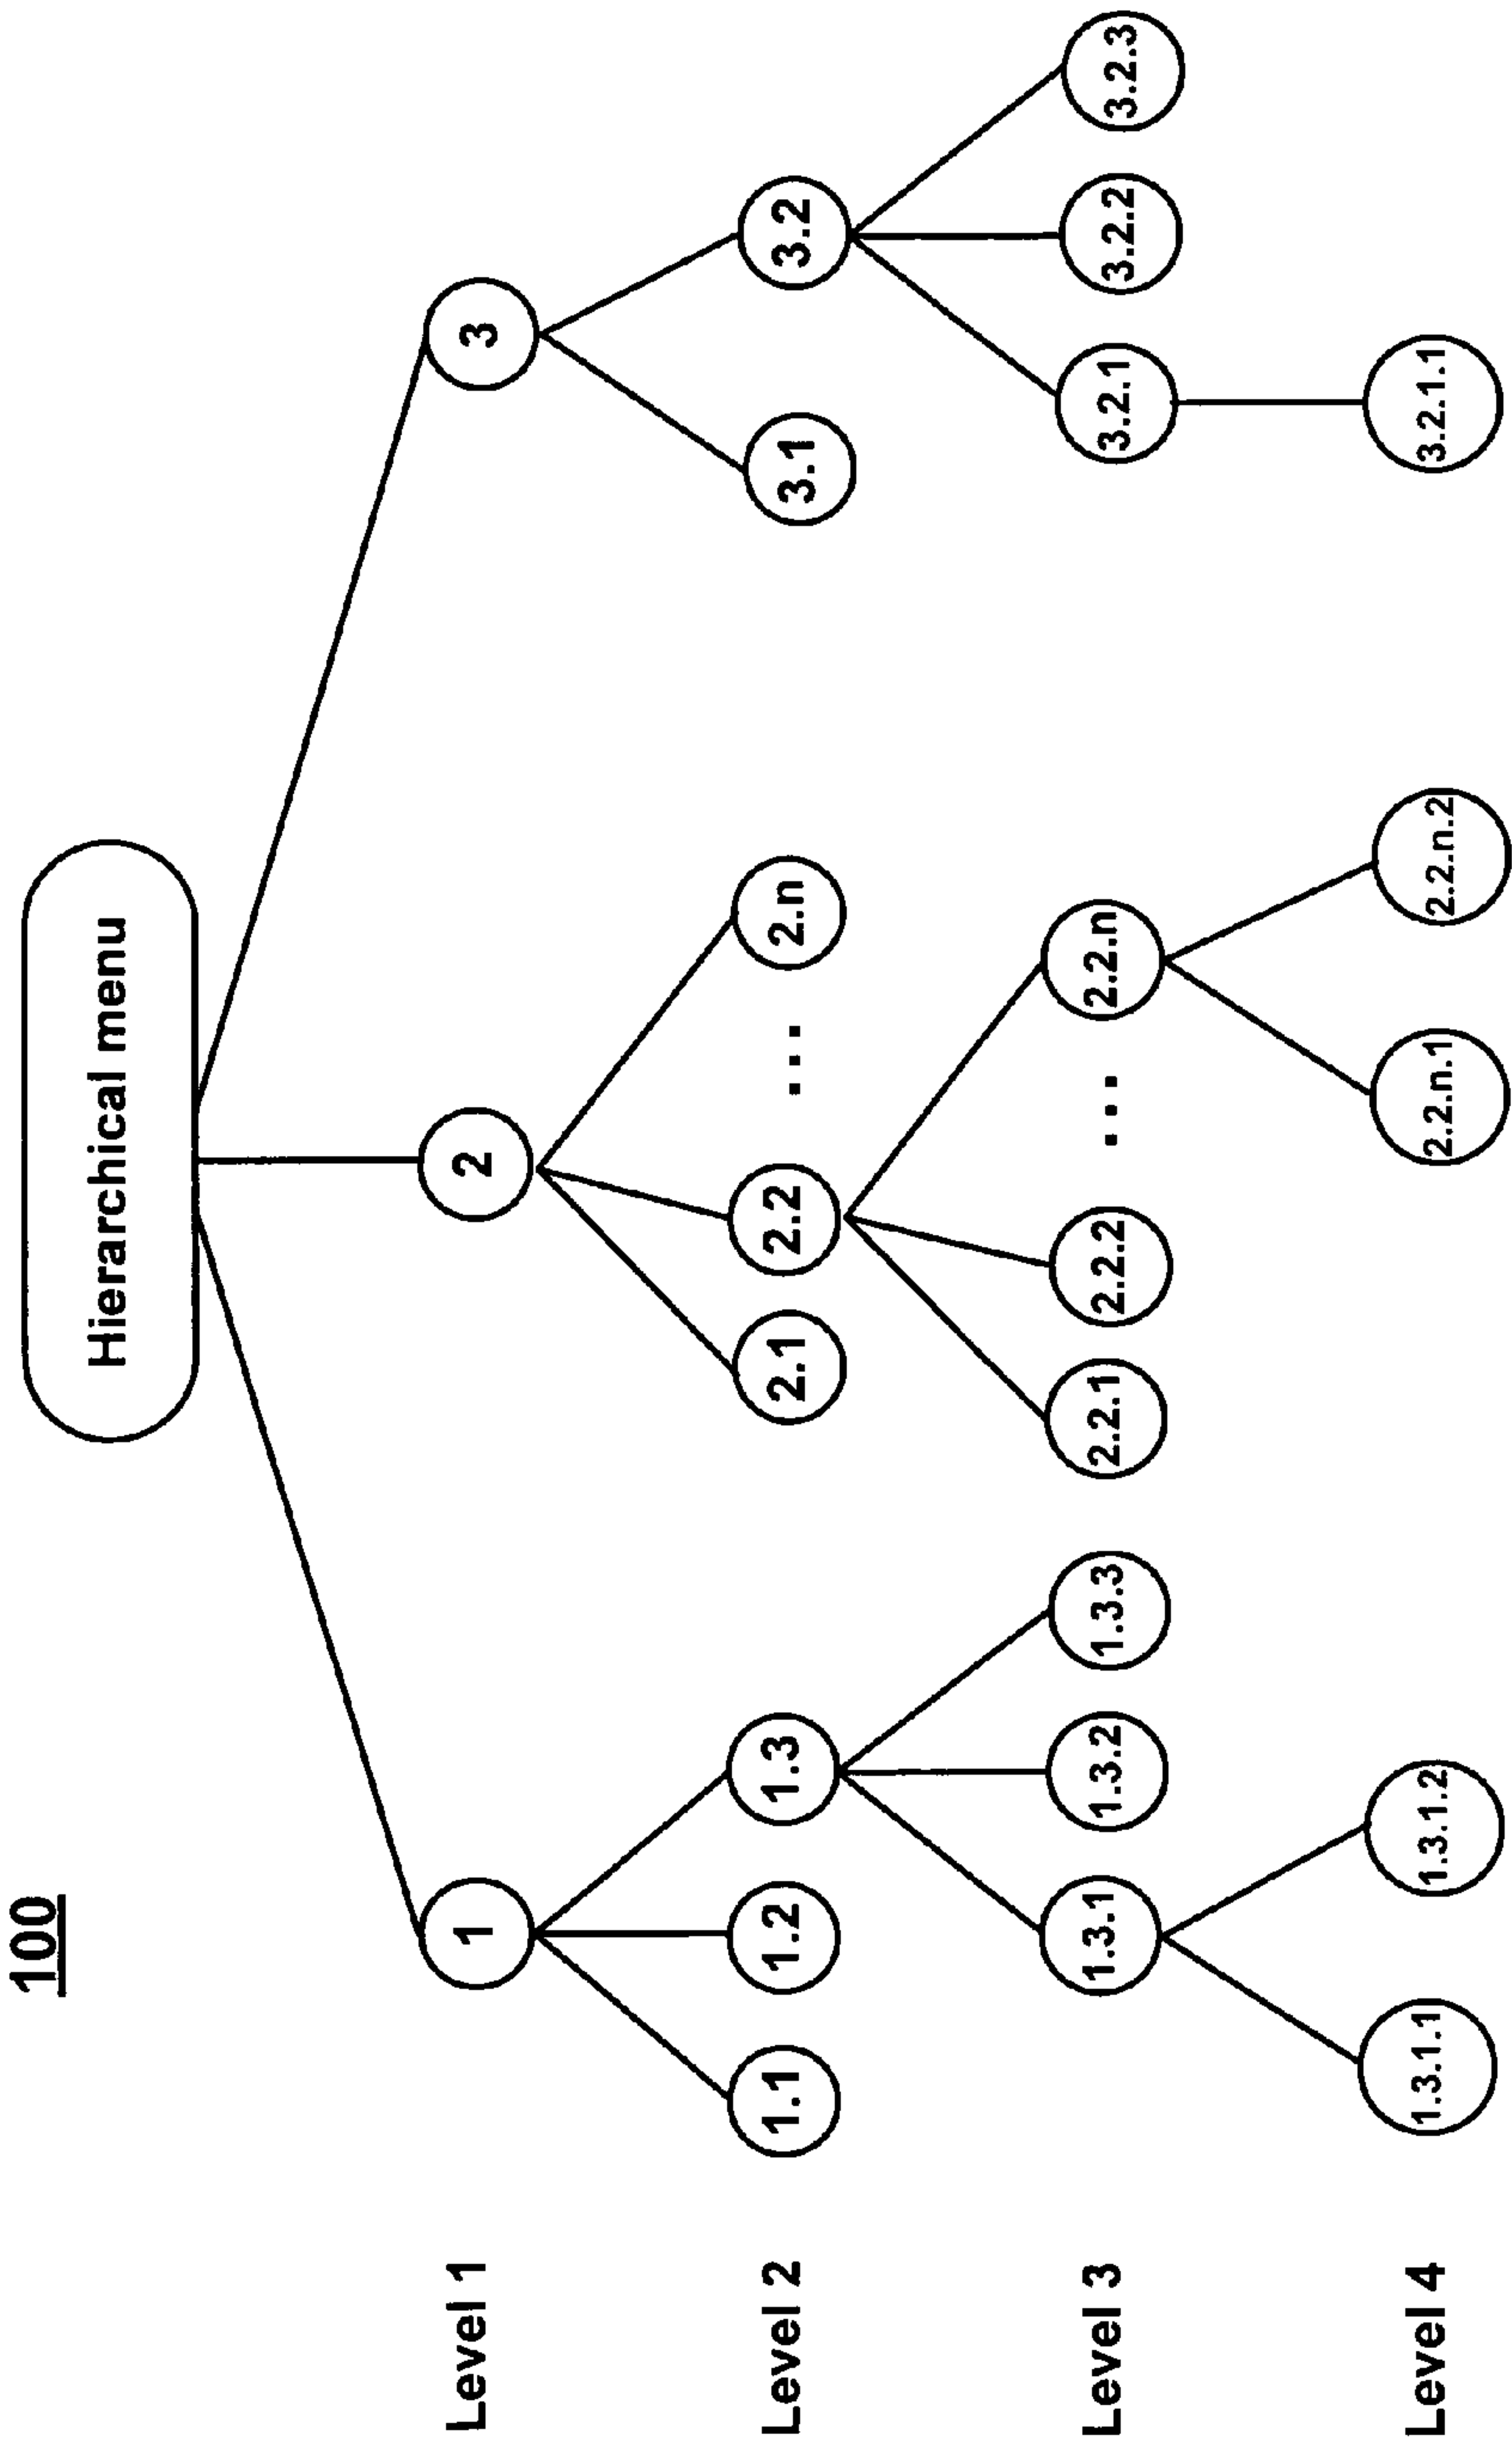 100
Hierarchical menu
Level 1
1
2
3
Level 2
1.1
1.2
1.3
2.1
2.2
...
2.n
3.1
3.2
Level 3
1.3.1
1.3.2
1.3.3
2.2.1
2.2.2
...
2.2.n
3.2.1
3.2.2
3.2.3
Level 4
1.3.1.1
1.3.1.2
2.2.n.1
2.2.n.2
3.2.1.1